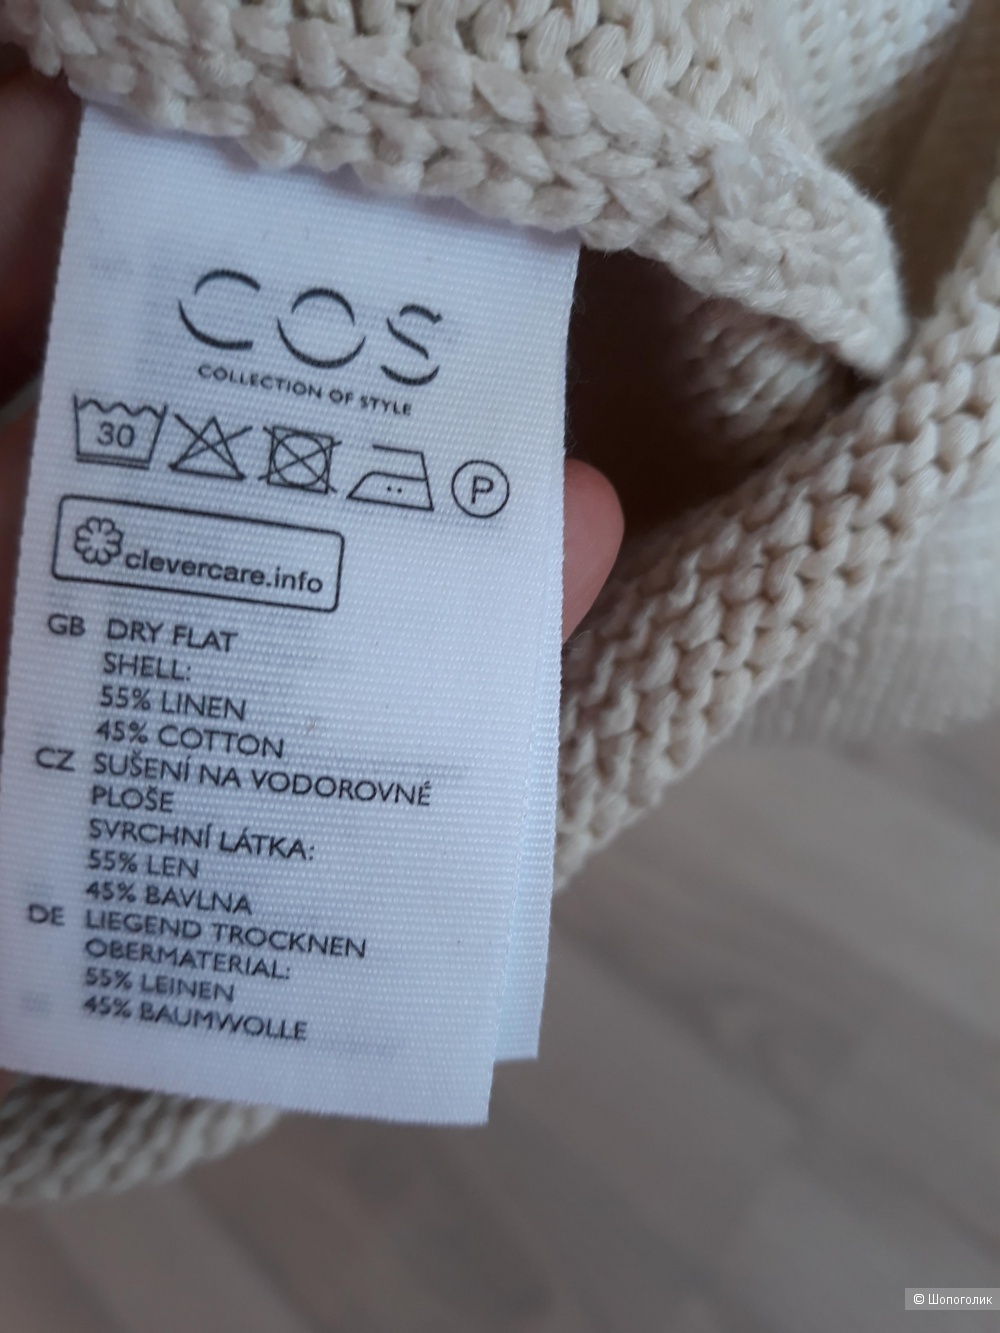 COS
COLLECTION OF STYLE
30
P
clevercare.info
GB DRY FLAT
SHELL:
55% LINEN
45% COTTON
CZ SUŠENÍ NA VODOROVNÉ
PLOŠE
SVRCHNÍ LÁTKA:
55% LEN
45% BAVLNA
DE LIEGEND TROCKNEN
OBERMATERIAL:
55% LEINEN
45% BAUMWOLLE
© Шопоголик